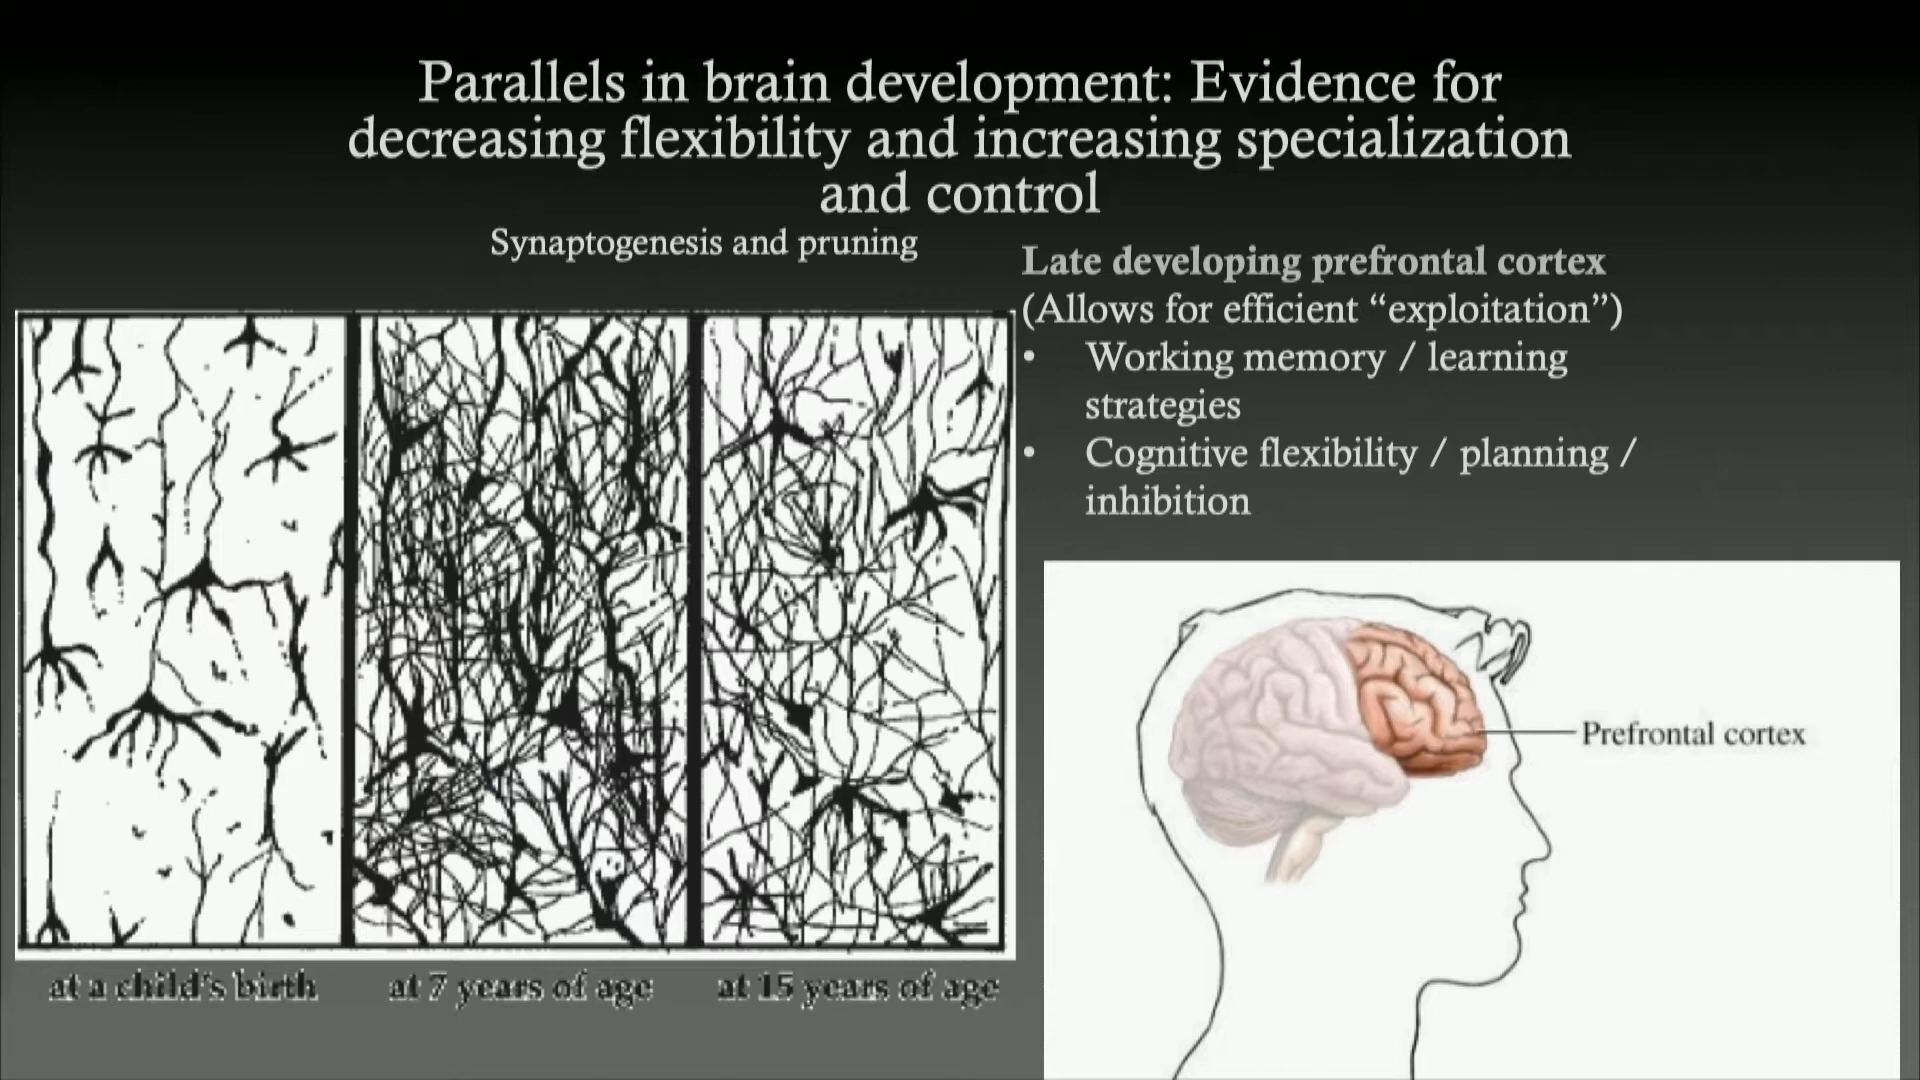 Parallels in brain development: Evidence for
decreasing flexibility and increasing specialization
and control
Synaptogenesis and pruning
at a child's birth
at 7 years of age
at 15 years of age
Late developing prefrontal cortex
(Allows for efficient “exploitation”)
• Working memory / learning
strategies
• Cognitive flexibility / planning /
inhibition
Prefrontal cortex